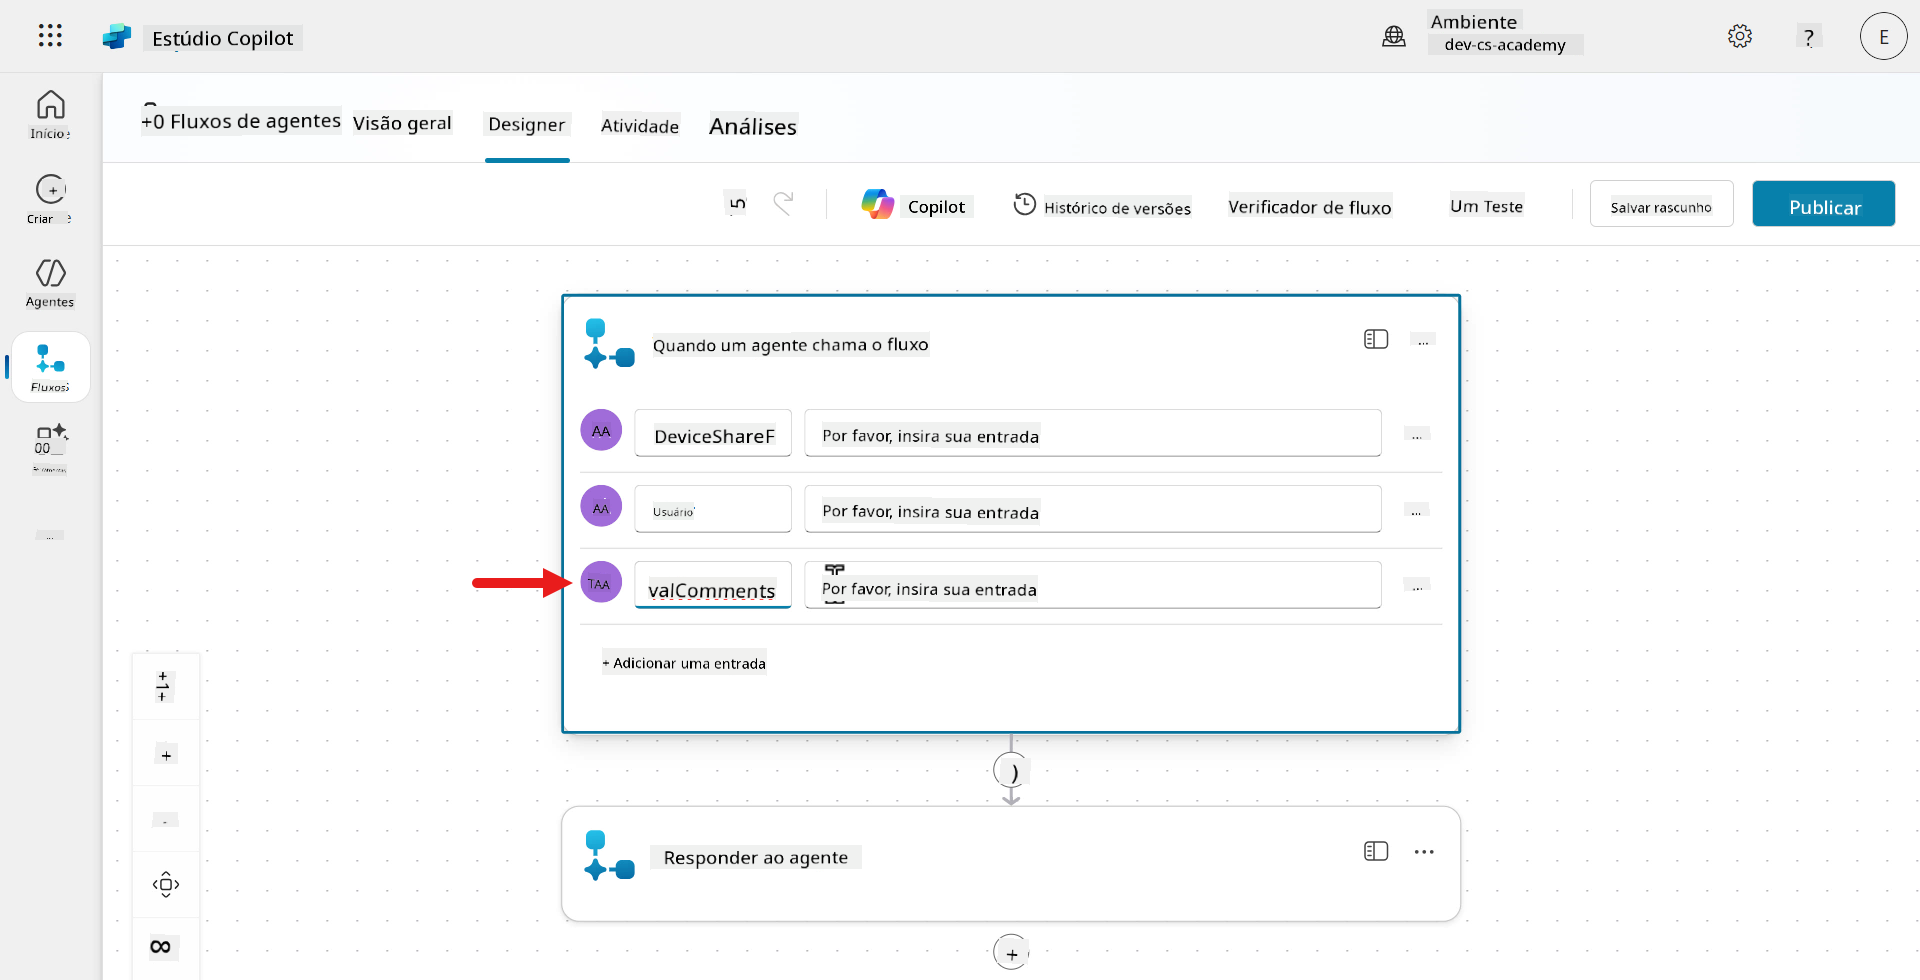 Estúdio Copilot
Ambiente
dev-cs-academy
?
E
Início
Criar
Agentes
Fluxos
+0 Fluxos de agentes
Visão geral
Designer
Atividade
Análises
Copilot
Histórico de versões
Verificador de fluxo
Um Teste
Salvar rascunho
Publicar
Quando um agente chama o fluxo
...
AA
DeviceShareF
Por favor, insira sua entrada
...
AA
Usuário
Por favor, insira sua entrada
...
TAA
valComments
Por favor, insira sua entrada
...
+ Adicionar uma entrada
Responder ao agente